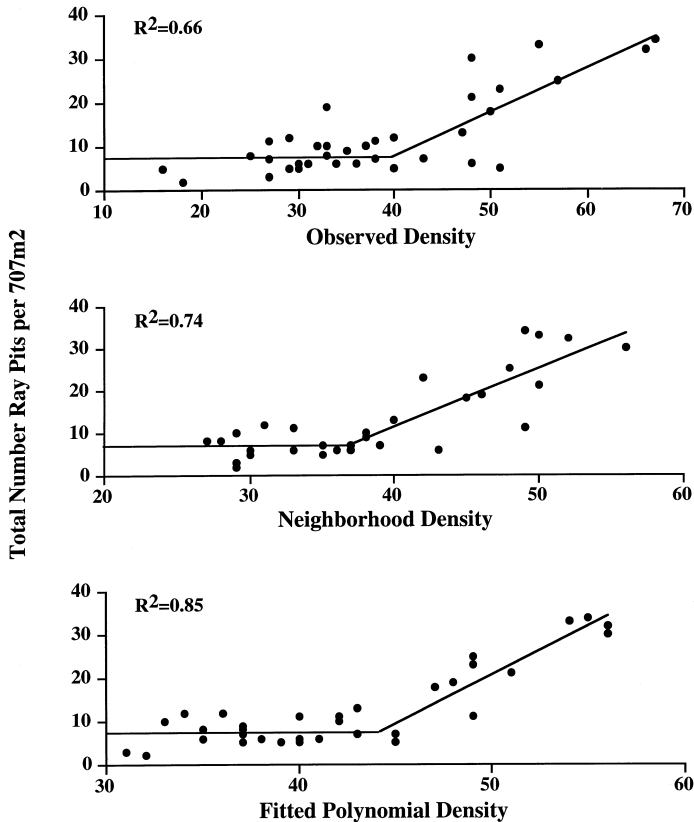 Total Number Ray Pits per 707m2
R2=0.66
40
30
20
10
0
10 20 30 40 50 60 70
Observed Density
R2=0.74
40
30
20
10
0
20 30 40 50 60
Neighborhood Density
R2=0.85
40
30
20
10
0
30 40 50 60
Fitted Polynomial Density